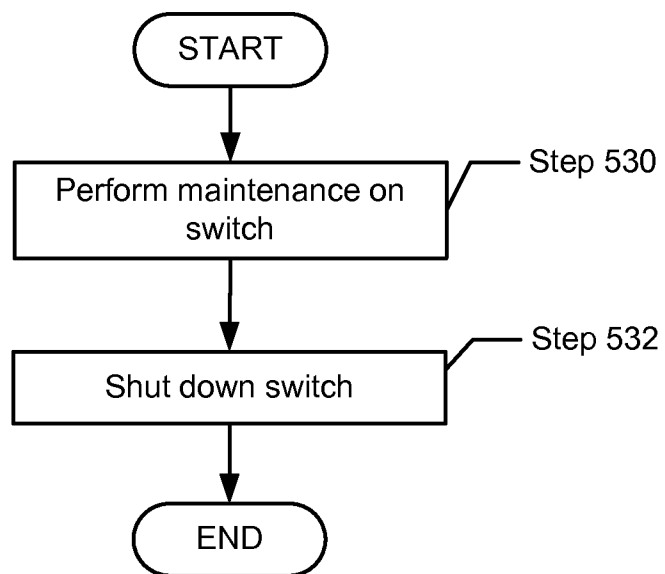 START
Step 530
Perform maintenance on
switch
Step 532
Shut down switch
END